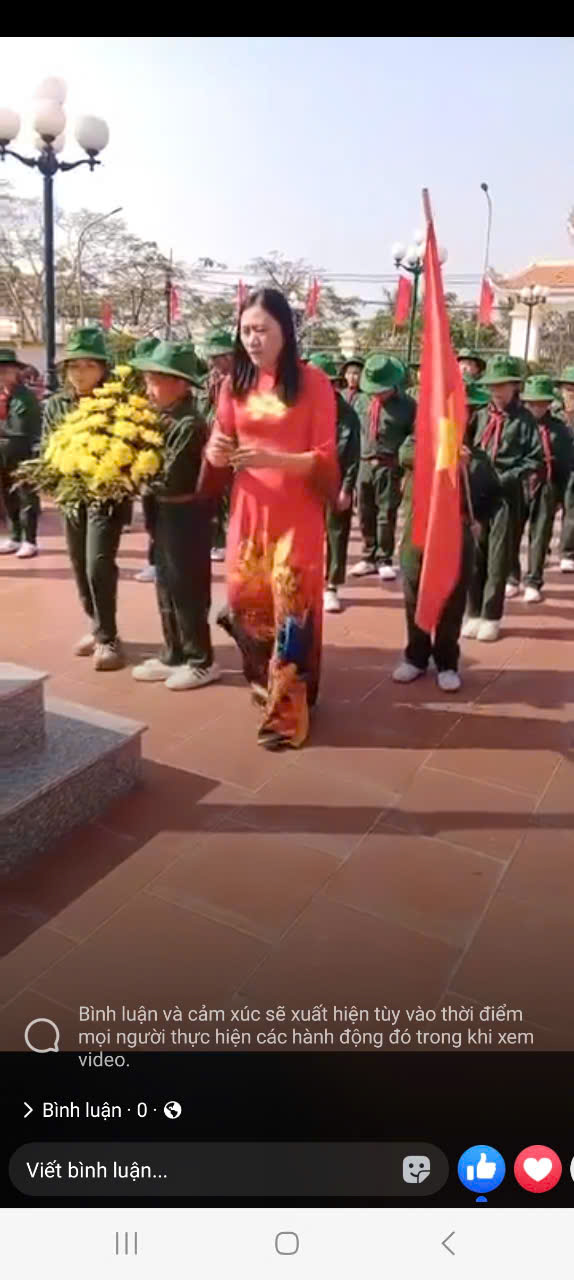 Bình luận và cảm xúc sẽ xuất hiện tùy vào thời điểm
mọi người thực hiện các hành động đó trong khi xem
video.
Bình luận · 0 ·
Viết bình luận...